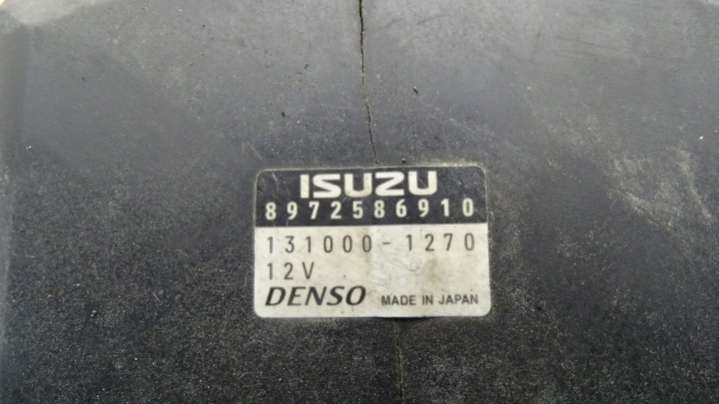 ISUZU
8972586910
131000-1270
12V
DENSO MADE IN JAPAN